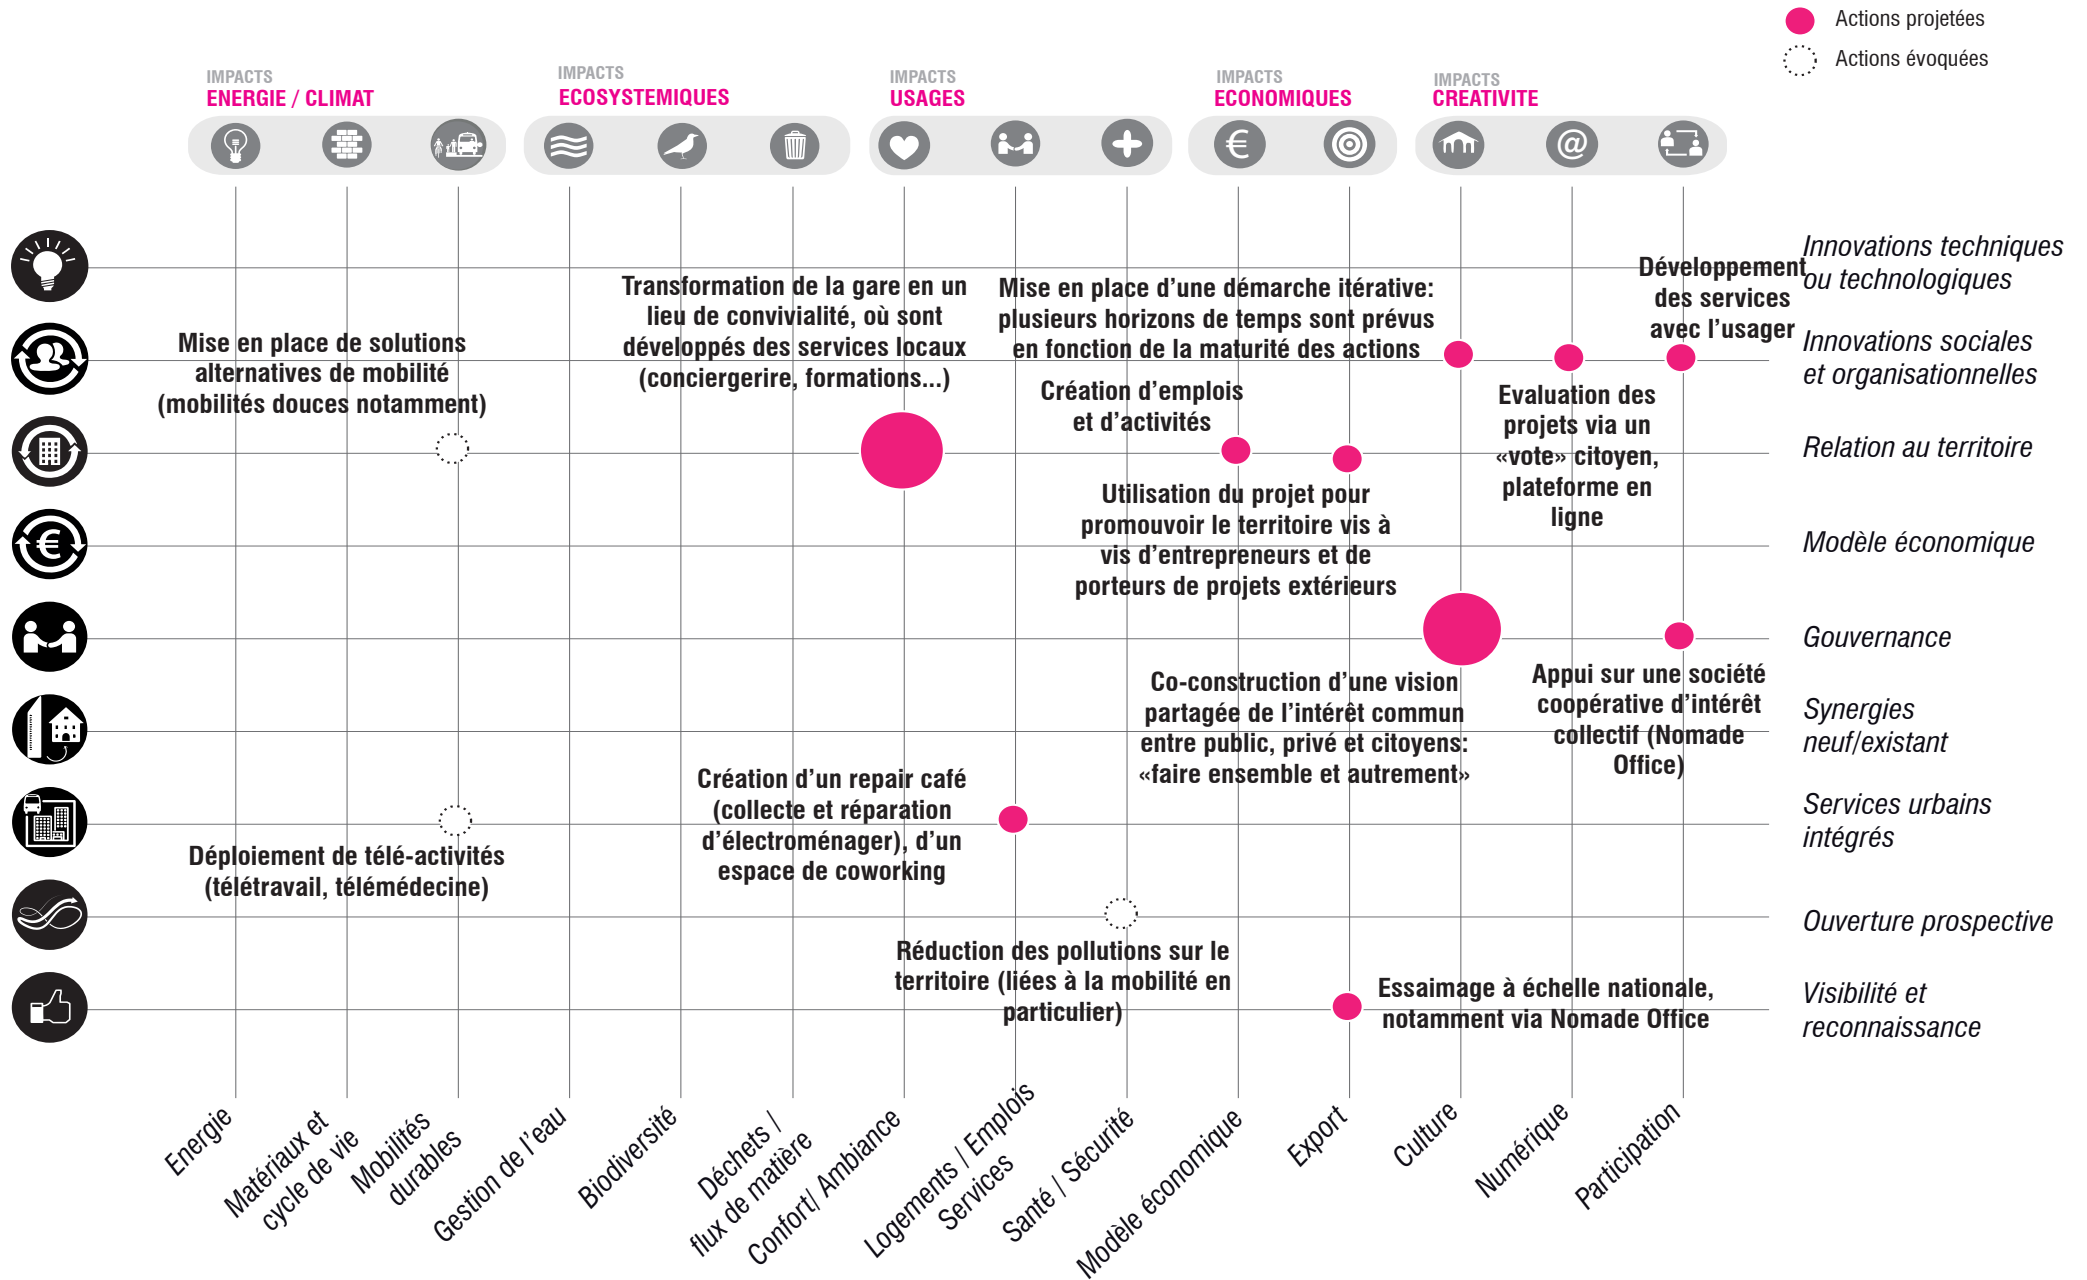 Actions projetées
Actions évoquées
IMPACTS
ENERGIE / CLIMAT
IMPACTS
ECOSYSTEMIQUES
IMPACTS
USAGES
IMPACTS
ECONOMIQUES
IMPACTS
CREATIVITE
Innovations techniques
ou technologiques
Développement
des services
avec l’usager
Transformation de la gare en un
lieu de convivialité, où sont
développés des services locaux
(conciergerire, formations...)
Mise en place d’une démarche itérative:
plusieurs horizons de temps sont prévus
en fonction de la maturité des actions
Mise en place de solutions
alternatives de mobilité
(mobilités douces notamment)
Innovations sociales
et organisationnelles
Création d’emplois
et d’activités
Evaluation des
projets via un
«vote» citoyen,
plateforme en
ligne
Relation au territoire
Utilisation du projet pour
promouvoir le territoire vis à
vis d’entrepreneurs et de
porteurs de projets extérieurs
Modèle économique
Gouvernance
Co-construction d’une vision
partagée de l’intérêt commun
entre public, privé et citoyens:
«faire ensemble et autrement»
Appui sur une société
coopérative d’intérêt
collectif (Nomade
Office)
Synergies
neuf/existant
Création d’un repair café
(collecte et réparation
d’électroménager), d’un
espace de coworking
Services urbains
intégrés
Déploiement de télé-activités
(télétravail, télémédecine)
Ouverture prospective
Réduction des pollutions sur le
territoire (liées à la mobilité en
particulier)
Essaimage à échelle nationale,
notamment via Nomade Office
Visibilité et
reconnaissance
Energie
Matériaux et
cycle de vie
Mobilités
durables
Gestion de l’eau
Biodiversité
Déchets /
flux de matière
Confort/ Ambiance
Logements / Emplois
Services
Santé / Sécurité
Modèle économique
Export
Culture
Numérique
Participation